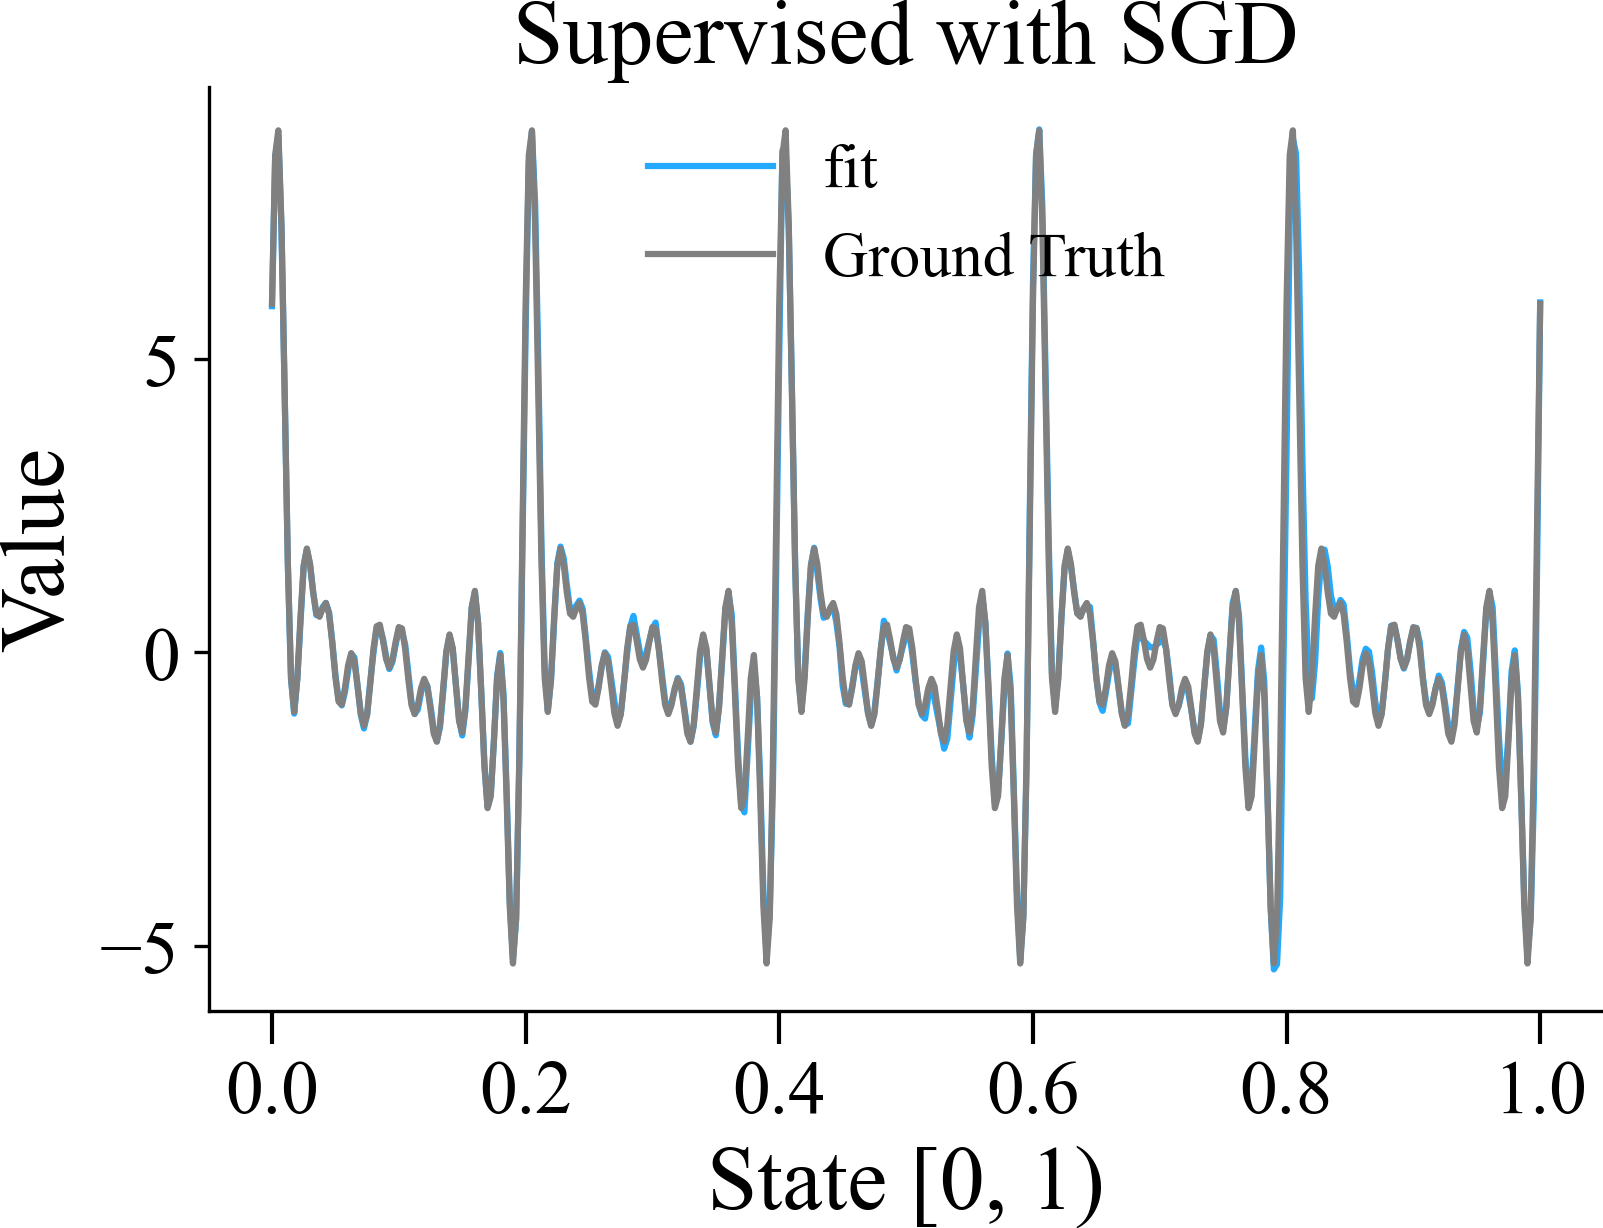 Supervised with SGD
fit
Ground Truth
Value
5
0
−5
0.0 0.2 0.4 0.6 0.8 1.0
State [0, 1)